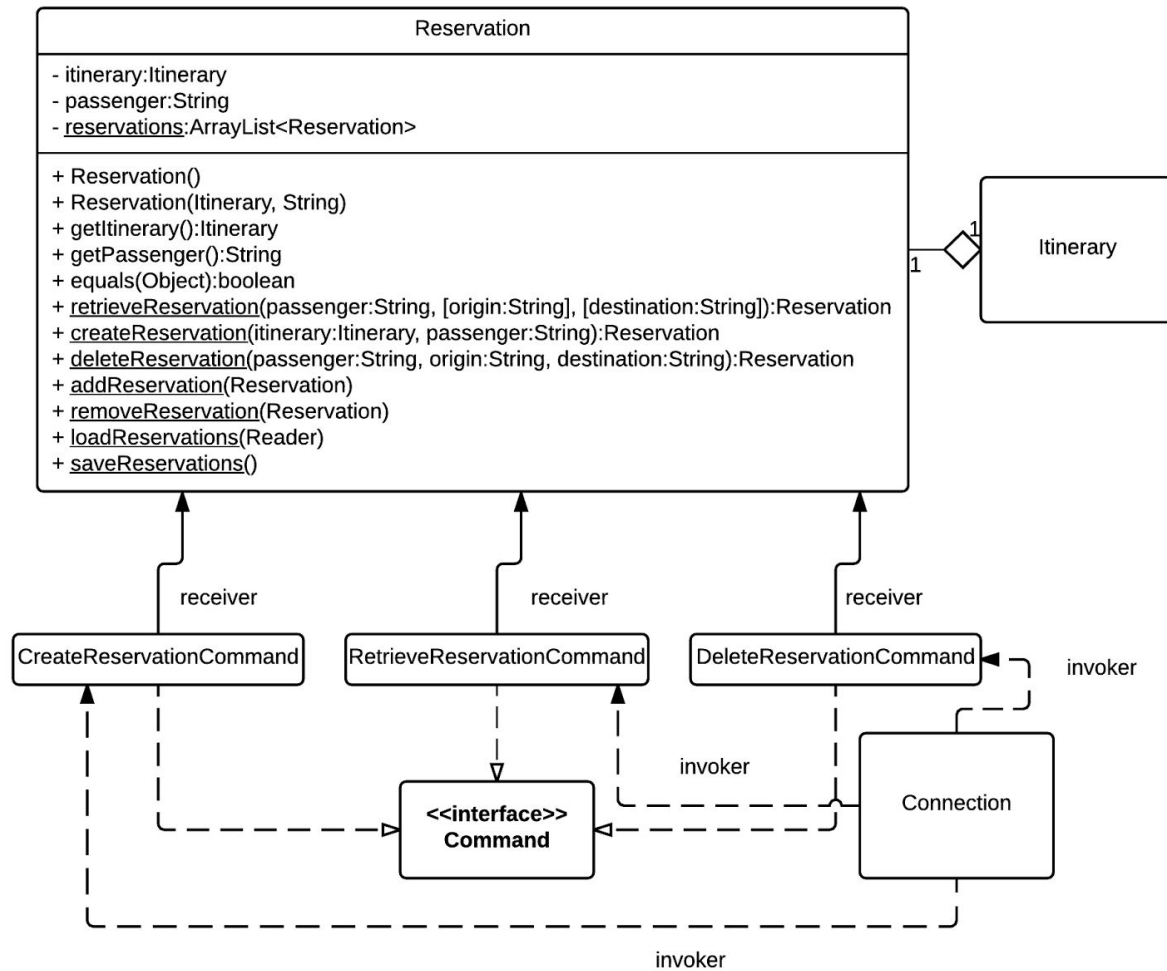 Reservation
- itinerary:Itinerary
- passenger:String
- reservations:ArrayList<Reservation>
+ Reservation()
+ Reservation(Itinerary, String)
+ getItinerary():Itinerary
+ getPassenger():String
+ equals(Object):boolean
+ retrieveReservation(passenger:String, [origin:String], [destination:String]):Reservation
+ createReservation(itinerary:Itinerary, passenger:String):Reservation
+ deleteReservation(passenger:String, origin:String, destination:String):Reservation
+ addReservation(Reservation)
+ removeReservation(Reservation)
+ loadReservations(Reader)
+ saveReservations()
1
1
Itinerary
receiver
receiver
receiver
CreateReservationCommand
RetrieveReservationCommand
DeleteReservationCommand
invoker
invoker
<<interface>>
Command
Connection
invoker